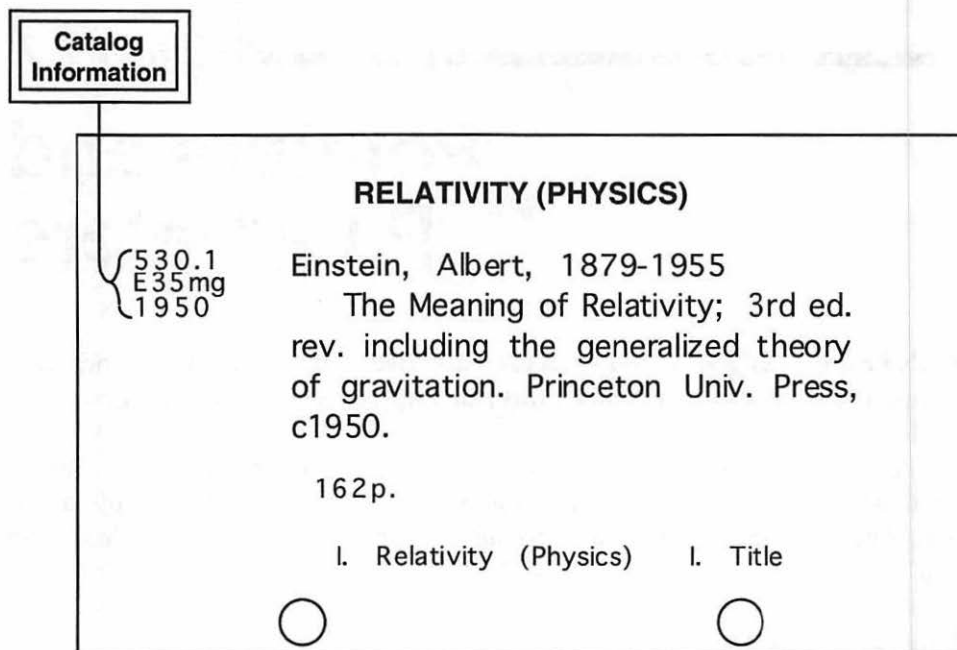 Catalog
Information
RELATIVITY (PHYSICS)
530.1
E35mg
1950
Einstein, Albert, 1879-1955
The Meaning of Relativity; 3rd ed.
rev. including the generalized theory
of gravitation. Princeton Univ. Press,
c1950.
162p.
I. Relativity (Physics) I. Title